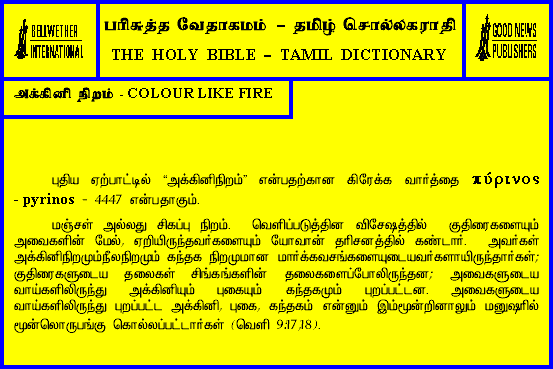 BELLWETHER
INTERNATIONAL
பரிசுத்த வேதாகமம் – தமிழ் சொல்லகராதி
THE HOLY BIBLE – TAMIL DICTIONARY
GOOD NEWS
PUBLISHERS
அக்கினி நிறம் - COLOUR LIKE FIRE
புதிய ஏற்பாட்டில் “அக்கினிநிறம்” என்பதற்கான கிரேக்க வார்த்தை πύρινος
- pyrinos - 4447 என்பதாகும்.
மஞ்சள் அல்லது சிகப்பு நிறம். வெளிப்படுத்தின விசேஷத்தில் குதிரைகளையும்
அவைகளின் மேல், ஏறியிருந்தவர்களையும் யோவான் தரிசனத்தில் கண்டார். அவர்கள்
அக்கினிநிறமும்நீலநிறமும் கந்தக நிறமுமான மார்க்கவசங்களையுடையவர்களாயிருந்தார்கள்;
குதிரைகளுடைய தலைகள் சிங்கங்களின் தலைகளைப்போலிருந்தன; அவைகளுடைய
வாய்களிலிருந்து அக்கினியும் புகையும் கந்தகமும் புறப்பட்டன. அவைகளுடைய
வாய்களிலிருந்து புறப்பட்ட அக்கினி, புகை, கந்தகம் என்னும் இம்மூன்றினாலும் மனுஷரில்
மூன்லொருபங்கு கொல்லப்பட்டார்கள் (வெளி 9:17,18).